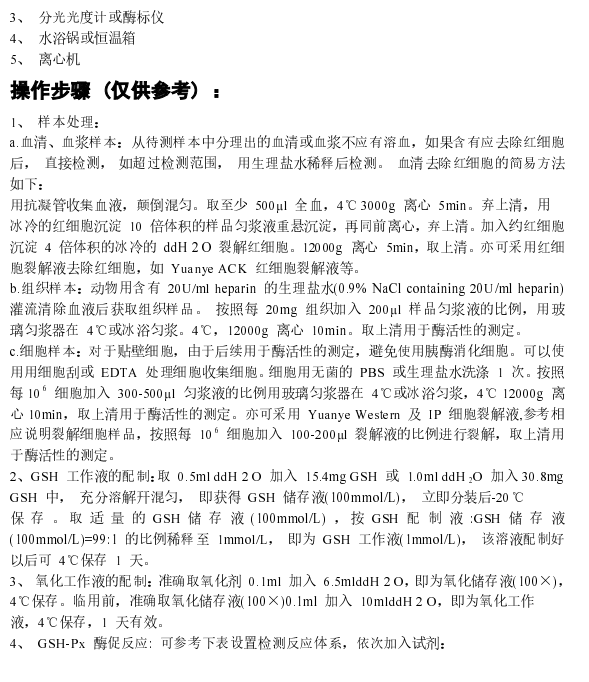 3、 分光光度计或酶标仪
4、 水浴锅或恒温箱
5、 离心机
操作步骤（仅供参考）：
1、 样本处理：
a.血清、血浆样本：从待测样本中分理出的血清或血浆不应有溶血，如果含有应去除红细胞
后， 直接检测， 如超过检测范围， 用生理盐水稀释后检测。 血清去除红细胞的简易方法
如下：
用抗凝管收集血液，颠倒混匀。取至少 500μl 全血，4℃ 3000g 离心 5min。弃上清，用
冰冷的红细胞沉淀 10 倍体积的样品匀浆液重悬沉淀，再同前离心，弃上清。加入约红细胞
沉淀 4 倍体积的冰冷的 ddH2O 裂解红细胞。12000g 离心 5min，取上清。亦可采用红细
胞裂解液去除红细胞，如 Yuanye ACK 红细胞裂解液等。
b.组织样本：动物用含有 20U/ml heparin 的生理盐水(0.9% NaCl containing 20U/ml heparin)
灌流清除血液后获取组织样品。 按照每 20mg 组织加入 200μl 样品匀浆液的比例，用玻
璃匀浆器在 4℃或冰浴匀浆。4℃，12000g 离心 10min。取上清用于酶活性的测定。
c.细胞样本：对于贴壁细胞，由于后续用于酶活性的测定，避免使用胰酶消化细胞。可以使
用用细胞刮或 EDTA 处理细胞收集细胞。细胞用无菌的 PBS 或生理盐水洗涤 1 次。按照
每 10⁶ 细胞加入 300-500μl 匀浆液的比例用玻璃匀浆器在 4℃或冰浴匀浆，4℃ 12000g 离
心 10min，取上清用于酶活性的测定。亦可采用 Yuanye Western 及 IP 细胞裂解液,参考相
应说明裂解细胞样品，按照每 10⁶ 细胞加入 100-200μl 裂解液的比例进行裂解，取上清用
于酶活性的测定。
2、GSH 工作液的配制：取 0.5ml ddH2O 加入 15.4mg GSH 或 1.0ml ddH₂O 加入 30.8mg
GSH 中， 充分溶解开混匀， 即获得 GSH 储存液(100mmol/L)， 立即分装后-20 ℃
保存。取适量的 GSH 储存液(100mmol/L)，按 GSH 配制液:GSH 储存液
(100mmol/L)=99:1 的比例稀释至 1mmol/L， 即为 GSH 工作液(1mmol/L)， 该溶液配制好
以后可 4℃保存 1 天。
3、 氧化工作液的配制：准确取氧化剂 0.1ml 加入 6.5mlddH2O，即为氧化储存液(100×)，
4℃保存。临用前，准确取氧化储存液(100×)0.1ml 加入 10mlddH2O，即为氧化工作
液，4℃保存，1 天有效。
4、 GSH-Px 酶促反应：可参考下表设置检测反应体系，依次加入试剂：